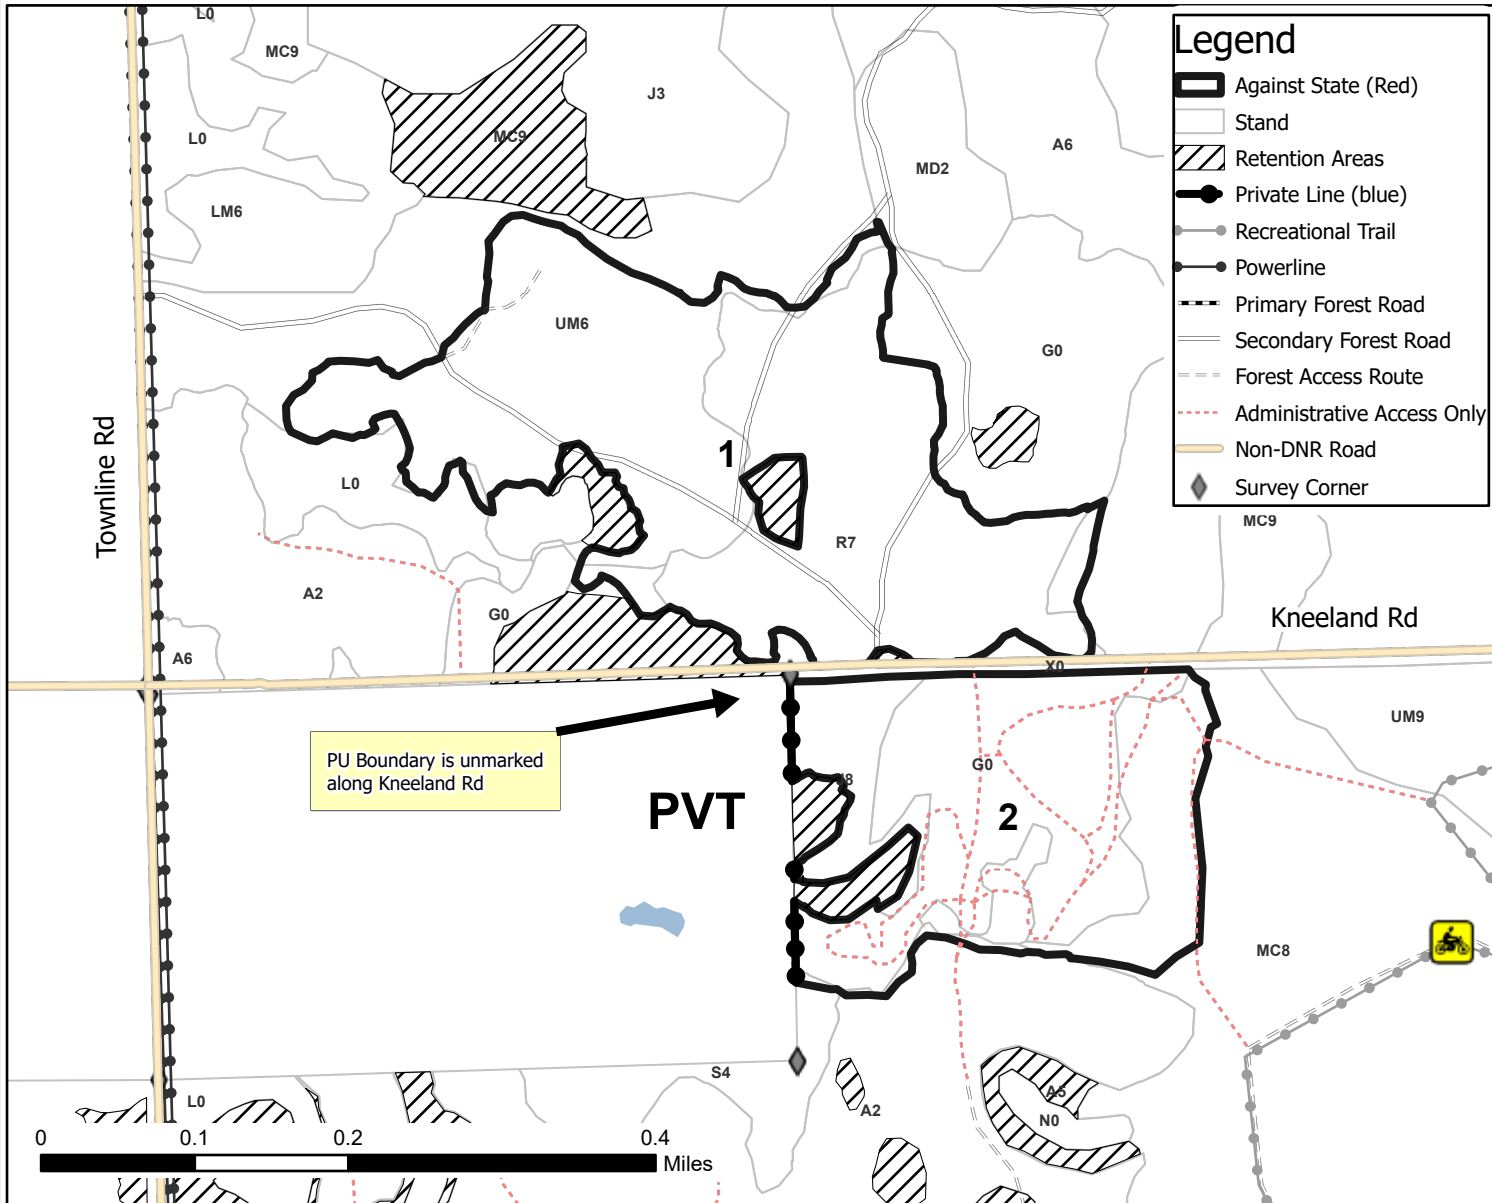 L0
MC9
J3
MC9
L0
A6
MD2
LM6
UM6
G0
1
L0
R7
MC9
A2
G0
A6
Townline Rd
Kneeland Rd
X0
UM9
PU Boundary is unmarked
along Kneeland Rd
PVT
G0
2
MC8
S4
L0
A2
A5
N0
0
0.1
0.2
0.4
Miles
Legend
Against State (Red)
Stand
Retention Areas
Private Line (blue)
Recreational Trail
Powerline
Primary Forest Road
Secondary Forest Road
Forest Access Route
Administrative Access Only
Non-DNR Road
Survey Corner